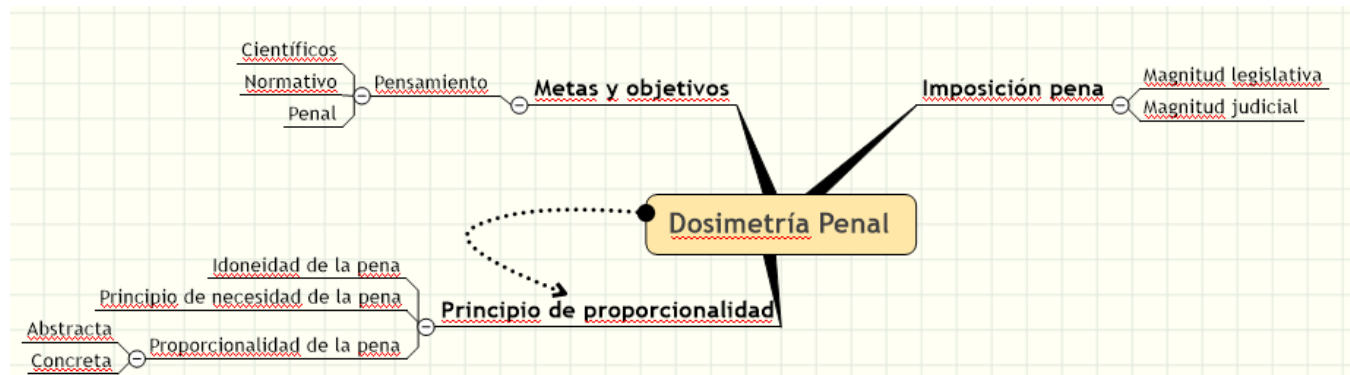 Científicos
Normativo
Penal
Pensamiento
Metas y objetivos
Imposición pena
Magnitud legislativa
Magnitud judicial
Dosimetría Penal
Idoneidad de la pena
Principio de necesidad de la pena
Principio de proporcionalidad
Abstracta
Concreta
Proporcionalidad de la pena